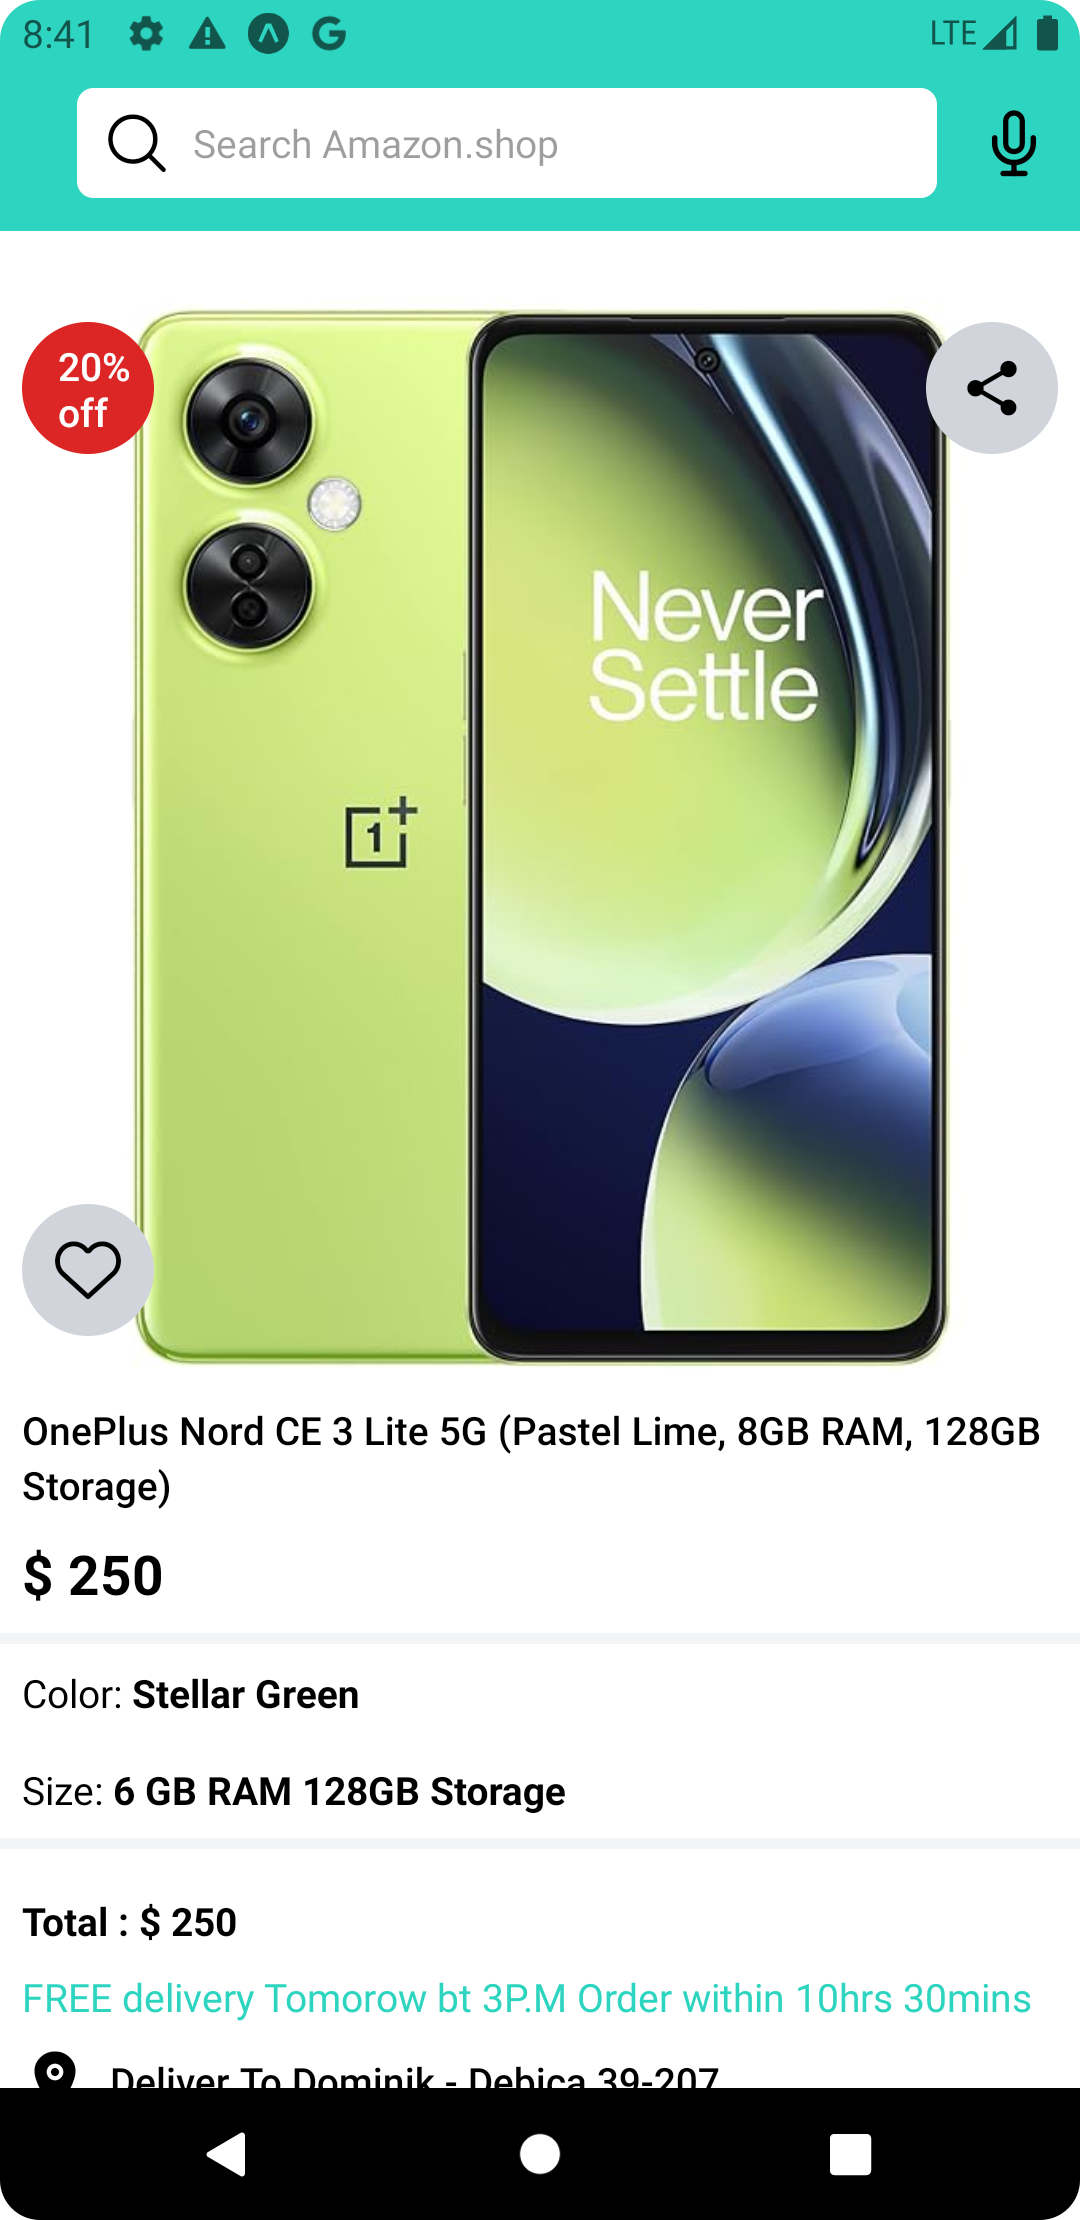 8:41
LTE
Search Amazon.shop
20%
off
Never
Settle
1+
OnePlus Nord CE 3 Lite 5G (Pastel Lime, 8GB RAM, 128GB
Storage)
$ 250
Color: Stellar Green
Size: 6 GB RAM 128GB Storage
Total : $ 250
FREE delivery Tomorow bt 3P.M Order within 10hrs 30mins
Deliver To Dominik - Debica 39-207